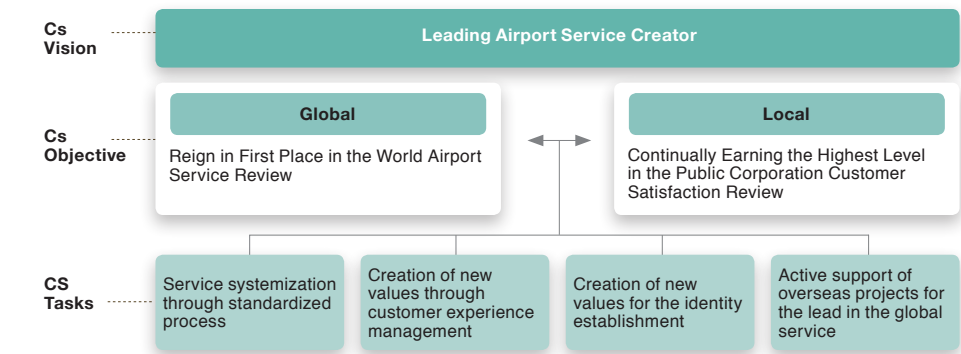 Cs
Vision
Leading Airport Service Creator
Cs
Objective
Global
Reign in First Place in the World Airport
Service Review
Local
Continually Earning the Highest Level
in the Public Corporation Customer
Satisfaction Review
CS
Tasks
Service systemization
through standardized
process
Creation of new
values through
customer experience
management
Creation of new
values for the identity
establishment
Active support of
overseas projects for
the lead in the global
service